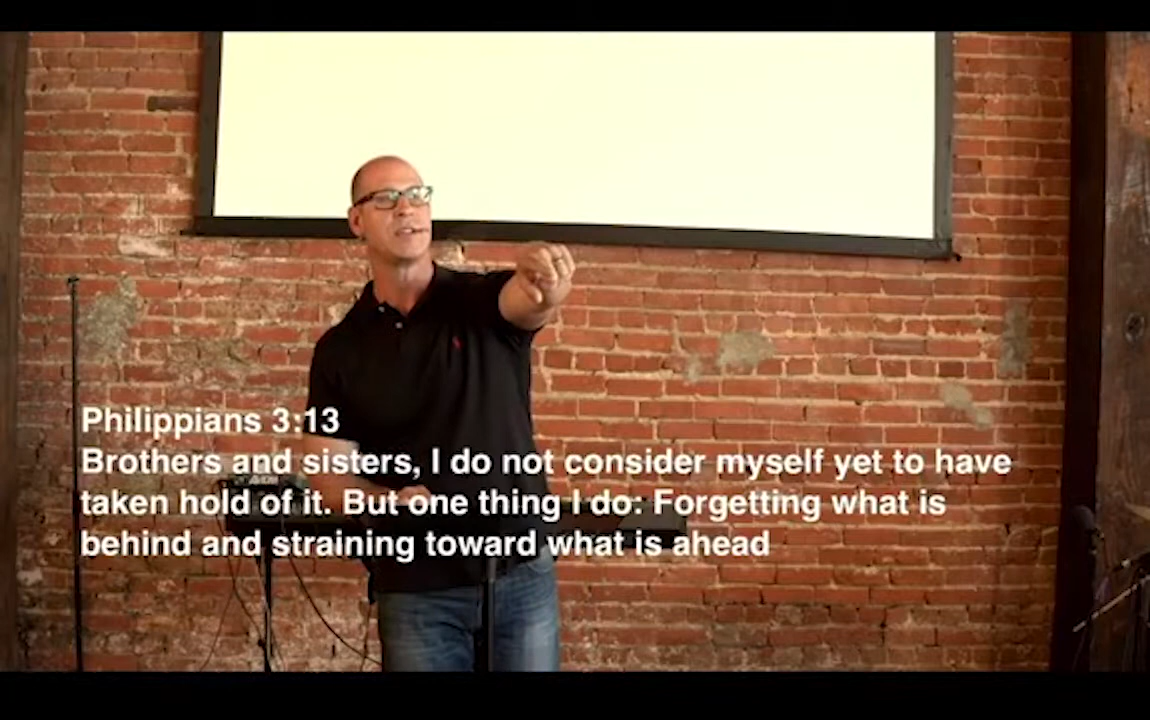 Philippians 3:13
Brothers and sisters, I do not consider myself yet to have
taken hold of it. But one thing I do: Forgetting what is
behind and straining toward what is ahead